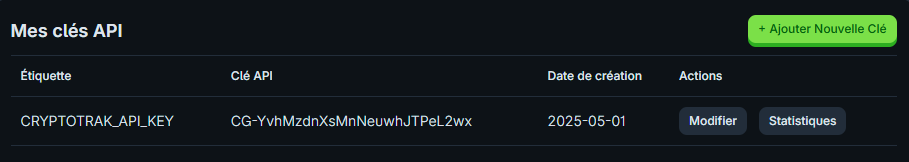 Mes clés API
+ Ajouter Nouvelle Clé
Étiquette Clé API Date de création Actions
CRYPTOTRAK_API_KEY CG-YvhMzdnXsMnNeuwhJTPeL2wx 2025-05-01 Modifier Statistiques